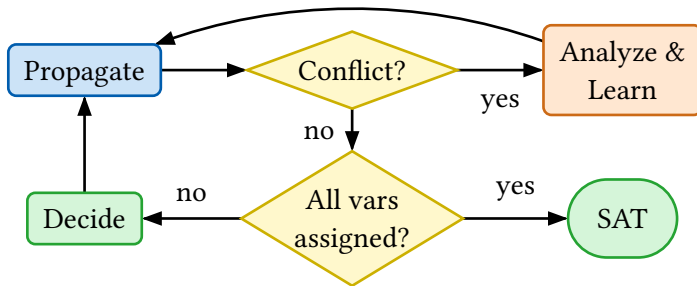 Propagate
Conflict?
yes
Analyze &
Learn
no
Decide
no
All vars
assigned?
yes
SAT